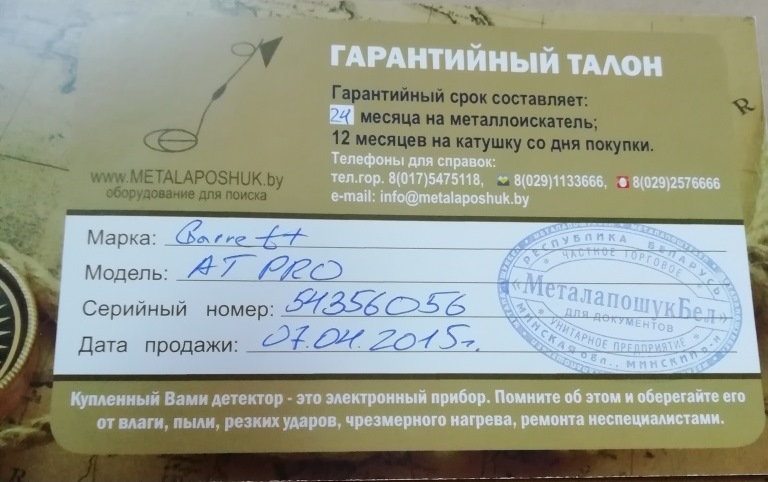 ГАРАНТИЙНЫЙ ТАЛОН
Гарантийный срок составляет:
24 месяца на металлоискатель;
12 месяцев на катушку со дня покупки.
Телефоны для справок:
тел.гор. 8(017)5475118, 8(029)1133666, 8(029)2576666
e-mail: info@metalaposhuk.by
www.METALAPOSHUK.by
оборудование для поиска
Марка: Garrett
Модель: AT PRO
Серийный номер: 54356056
Дата продажи: 07.04.2015г.
РЕСПУБЛИКА БЕЛАРУСЬ
ЧАСТНОЕ ТОРГОВОЕ
«МеталапошукБел»
ДЛЯ ДОКУМЕНТОВ
УНИТАРНОЕ ПРЕДПРИЯТИЕ
МИНСКАЯ обл., МИНСКИЙ р-н
Купленный Вами детектор - это электронный прибор. Помните об этом и оберегайте его
от влаги, пыли, резких ударов, чрезмерного нагрева, ремонта неспециалистами.
R